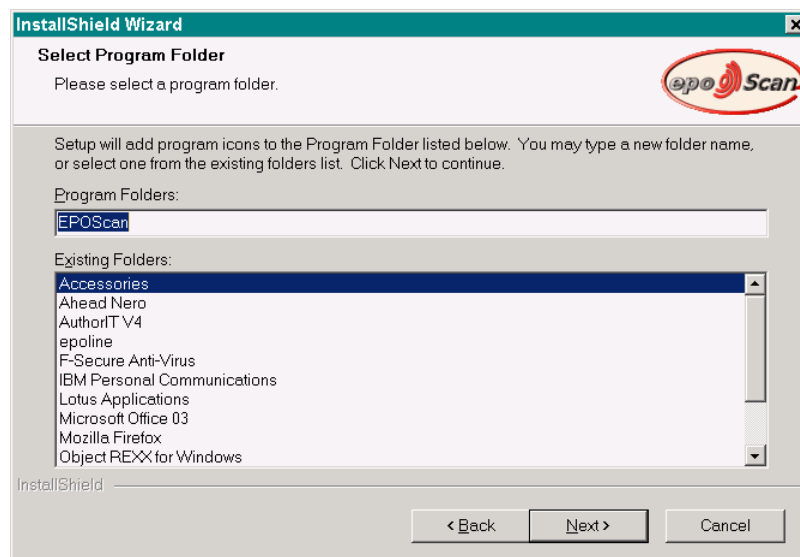 InstallShield Wizard
Select Program Folder
Please select a program folder.
epo Scan
Setup will add program icons to the Program Folder listed below. You may type a new folder name,
or select one from the existing folders list. Click Next to continue.
Program Folders:
EPOScan
Existing Folders:
Accessories
Ahead Nero
AuthorIT V4
epoline
F-Secure Anti-Virus
IBM Personal Communications
Lotus Applications
Microsoft Office 03
Mozilla Firefox
Object REXX for Windows
InstallShield
< Back Next > Cancel